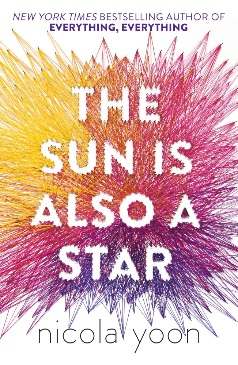 NEW YORK TIMES BESTSELLING AUTHOR OF
EVERYTHING, EVERYTHING
THE
SUN IS
ALSO A
STAR
nicola yoon